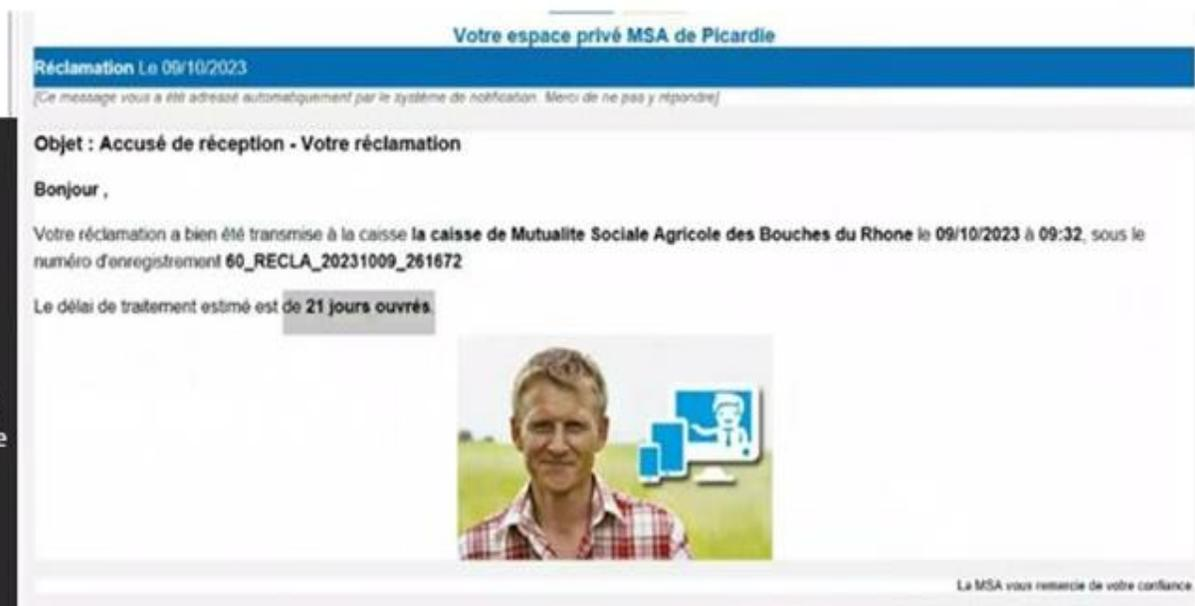 Votre espace privé MSA de Picardie
Réclamation Le 09/10/2023
[Ce message vous a été adressé automatiquement par le système de notification. Merci de ne pas y répondre]
Objet : Accusé de réception - Votre réclamation
Bonjour ,
Votre réclamation a bien été transmise à la caisse la caisse de Mutualite Sociale Agricole des Bouches du Rhone le 09/10/2023 à 09:32, sous le
numéro d'enregistrement 60_RECLA_20231009_261672
Le délai de traitement estimé est de 21 jours ouvrés.
e
La MSA vous remercie de votre confiance